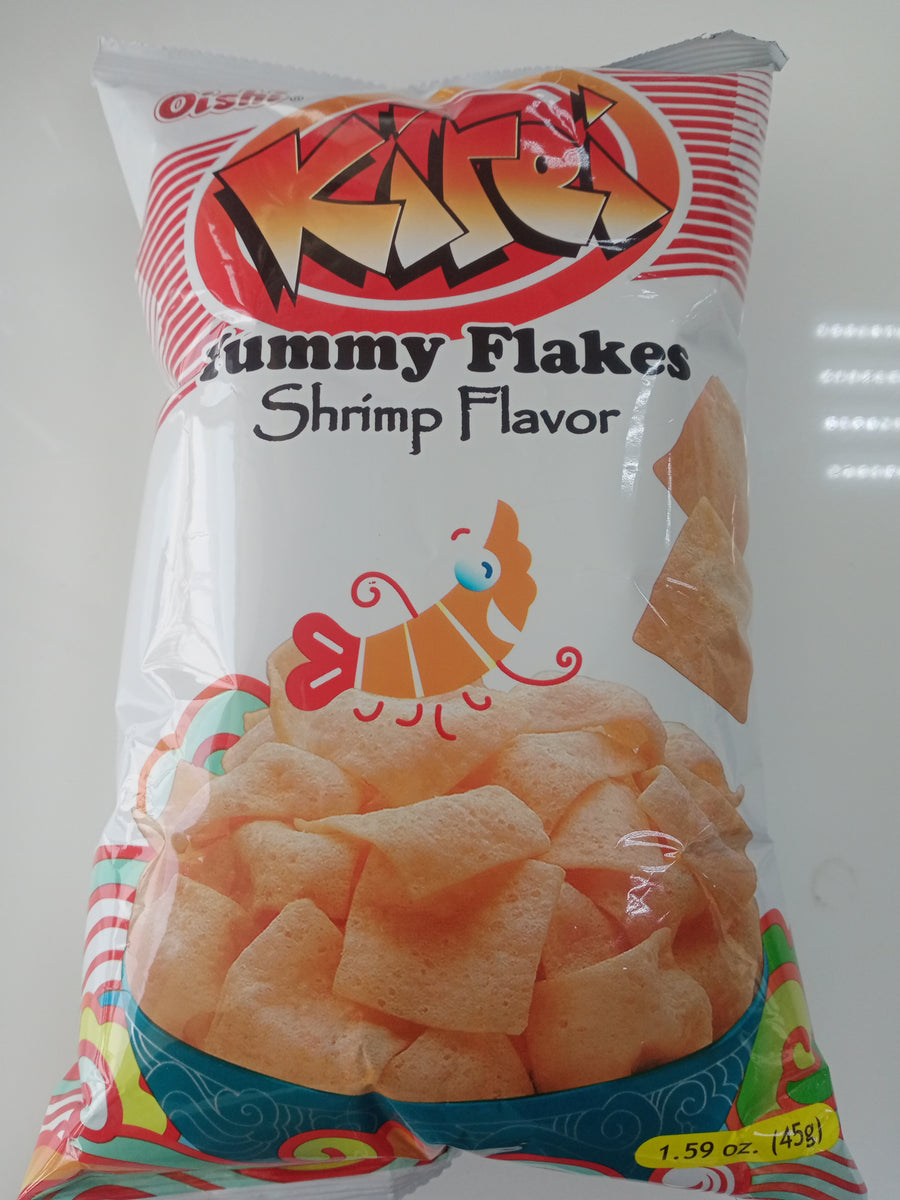 Oishi
Kirei
Yummy Flakes
Shrimp Flavor
1.59 oz. (45g)